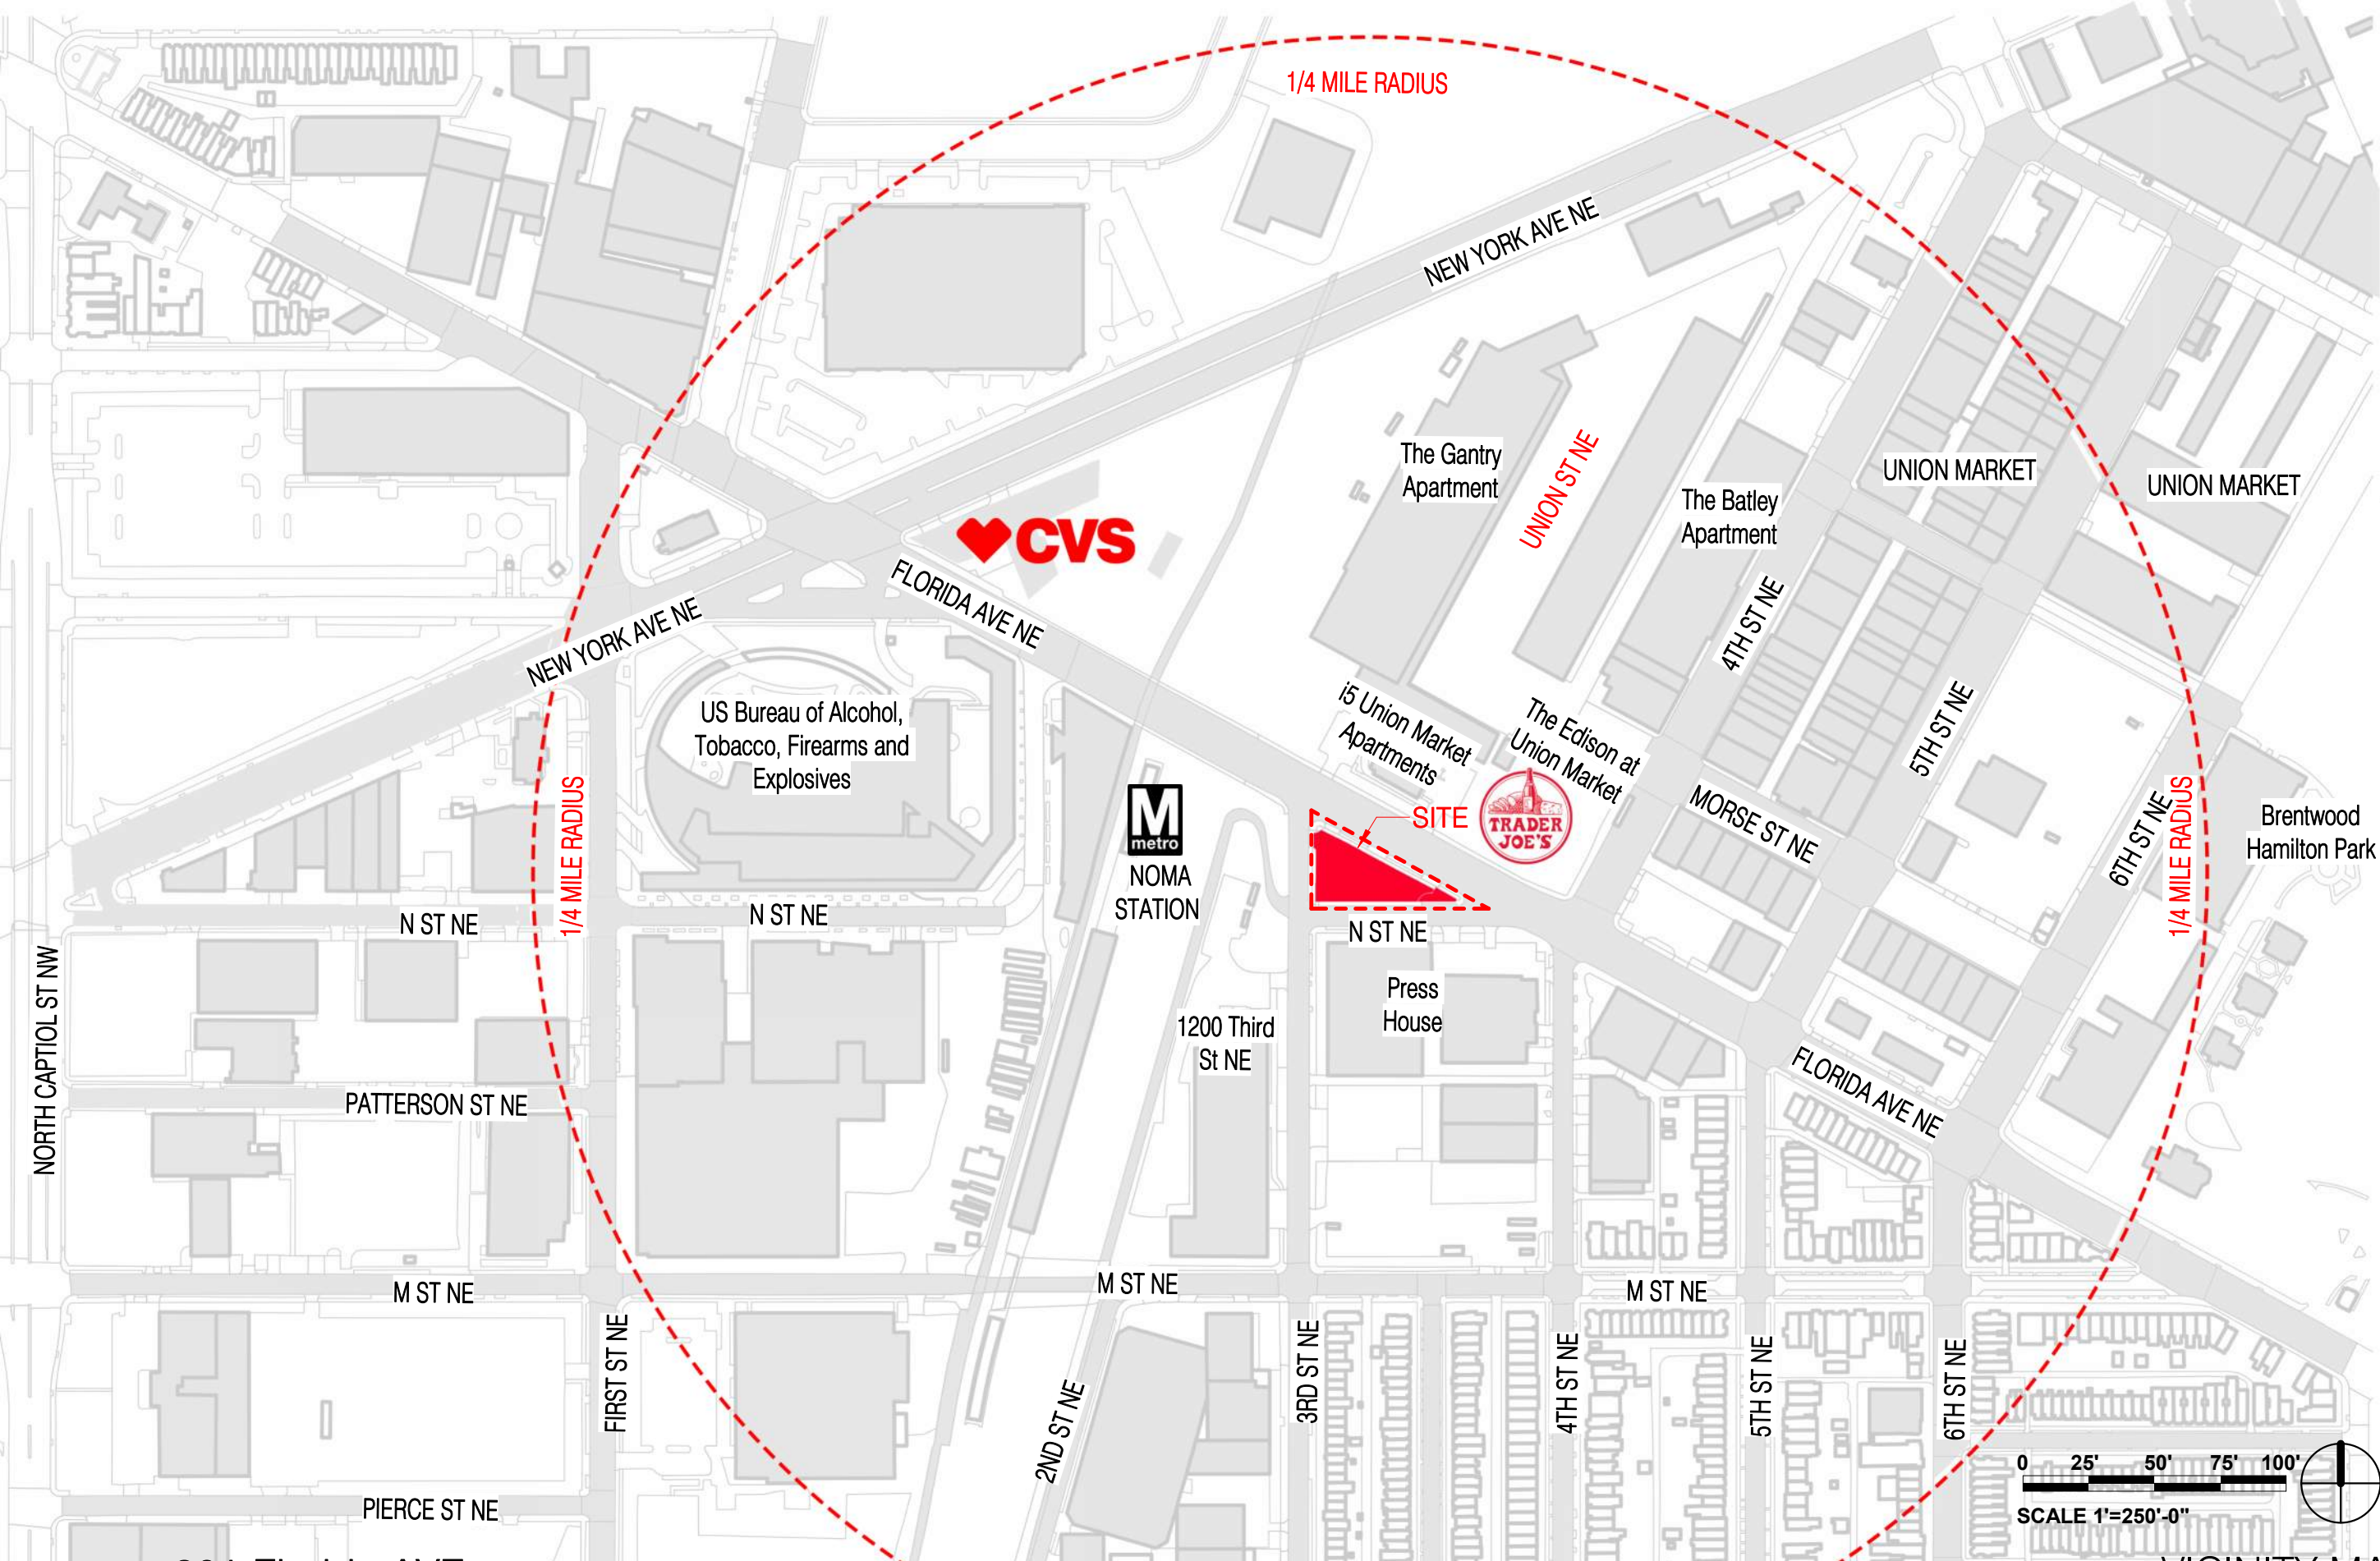 1/4 MILE RADIUS
NEW YORK AVE NE
The Gantry
Apartment
UNION ST NE
The Batley
Apartment
UNION MARKET
UNION MARKET
CVS
FLORIDA AVE NE
NEW YORK AVE NE
4TH ST NE
5TH ST NE
US Bureau of Alcohol,
Tobacco, Firearms and
Explosives
i5 Union Market
Apartments
The Edison at
Union Market
1/4 MILE RADIUS
M
metro
NOMA
STATION
SITE
TRADER
JOE'S
MORSE ST NE
6TH ST NE
1/4 MILE RADIUS
Brentwood
Hamilton Park
N ST NE
N ST NE
N ST NE
NORTH CAPTIOL ST NW
Press
House
1200 Third
St NE
PATTERSON ST NE
FLORIDA AVE NE
M ST NE
M ST NE
M ST NE
FIRST ST NE
2ND ST NE
3RD ST NE
4TH ST NE
5TH ST NE
6TH ST NE
PIERCE ST NE
0 25' 50' 75' 100'
SCALE 1'=250'-0"